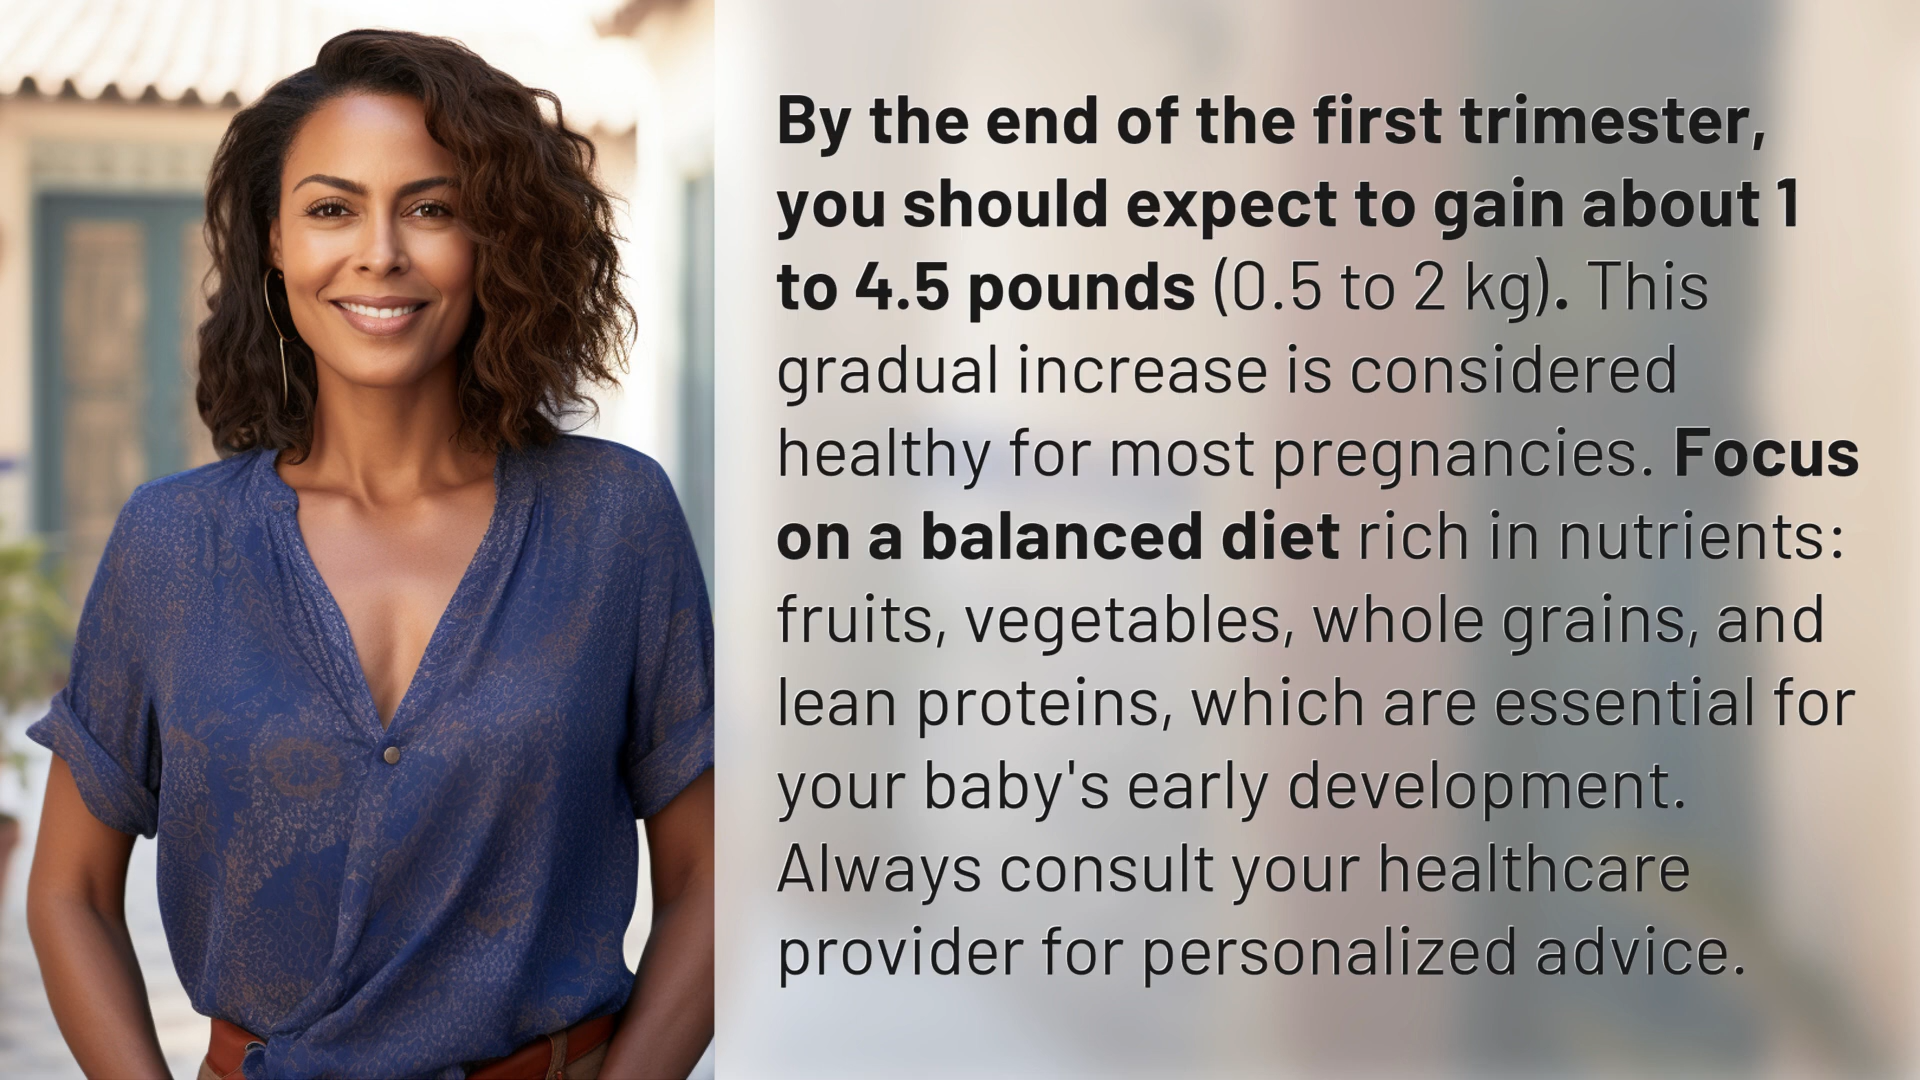 By the end of the first trimester,
you should expect to gain about 1
to 4.5 pounds (0.5 to 2 kg). This
gradual increase is considered
healthy for most pregnancies. Focus
on a balanced diet rich in nutrients:
fruits, vegetables, whole grains, and
lean proteins, which are essential for
your baby's early development.
Always consult your healthcare
provider for personalized advice.